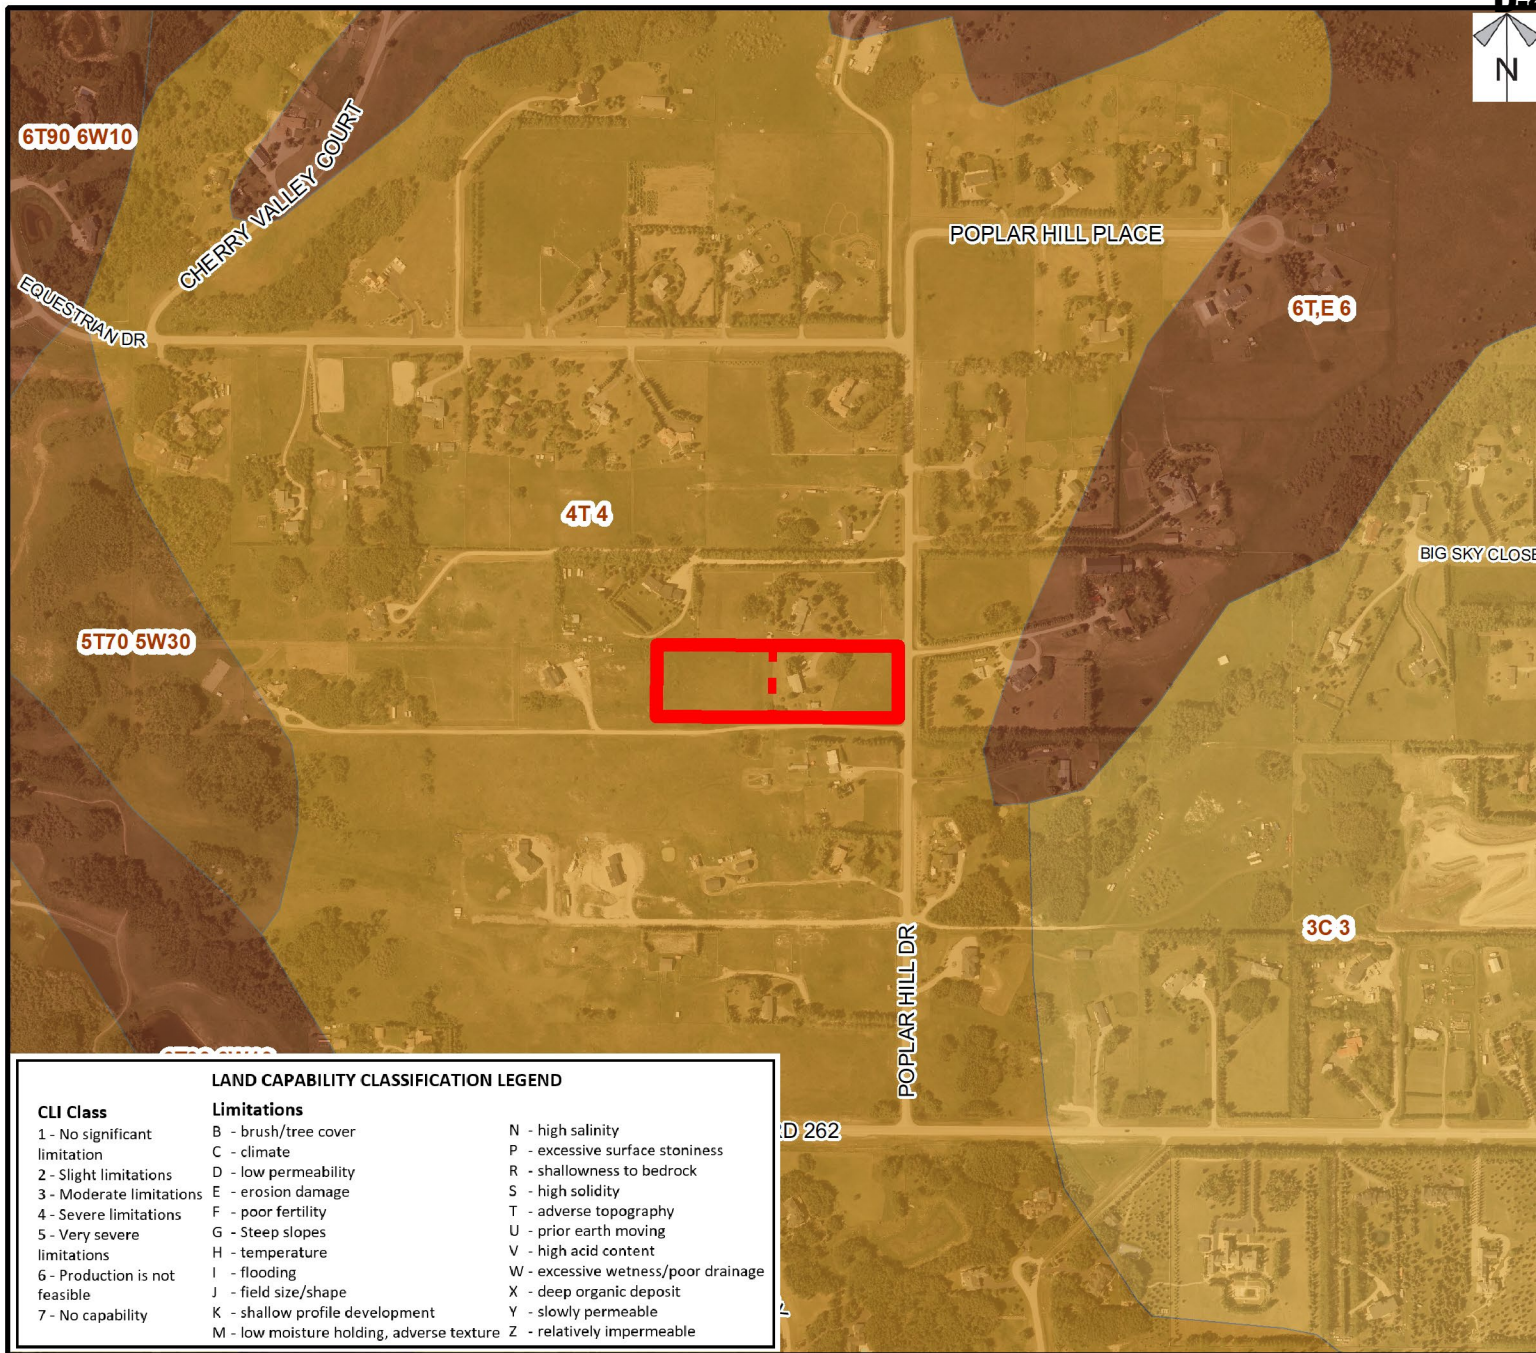 N
6T90 6W10
CHERRY VALLEY COURT
POPLAR HILL PLACE
EQUESTRIAN DR
6T,E 6
4T 4
BIG SKY CLOSE
5T70 5W30
3C 3
POPLAR HILL DR
RD 262
LAND CAPABILITY CLASSIFICATION LEGEND
CLI Class
1 - No significant
limitation
2 - Slight limitations
3 - Moderate limitations
4 - Severe limitations
5 - Very severe
limitations
6 - Production is not
feasible
7 - No capability
Limitations
B - brush/tree cover
C - climate
D - low permeability
E - erosion damage
F - poor fertility
G - Steep slopes
H - temperature
I - flooding
J - field size/shape
K - shallow profile development
M - low moisture holding, adverse texture
N - high salinity
P - excessive surface stoniness
R - shallowness to bedrock
S - high solidity
T - adverse topography
U - prior earth moving
V - high acid content
W - excessive wetness/poor drainage
X - deep organic deposit
Y - slowly permeable
Z - relatively impermeable